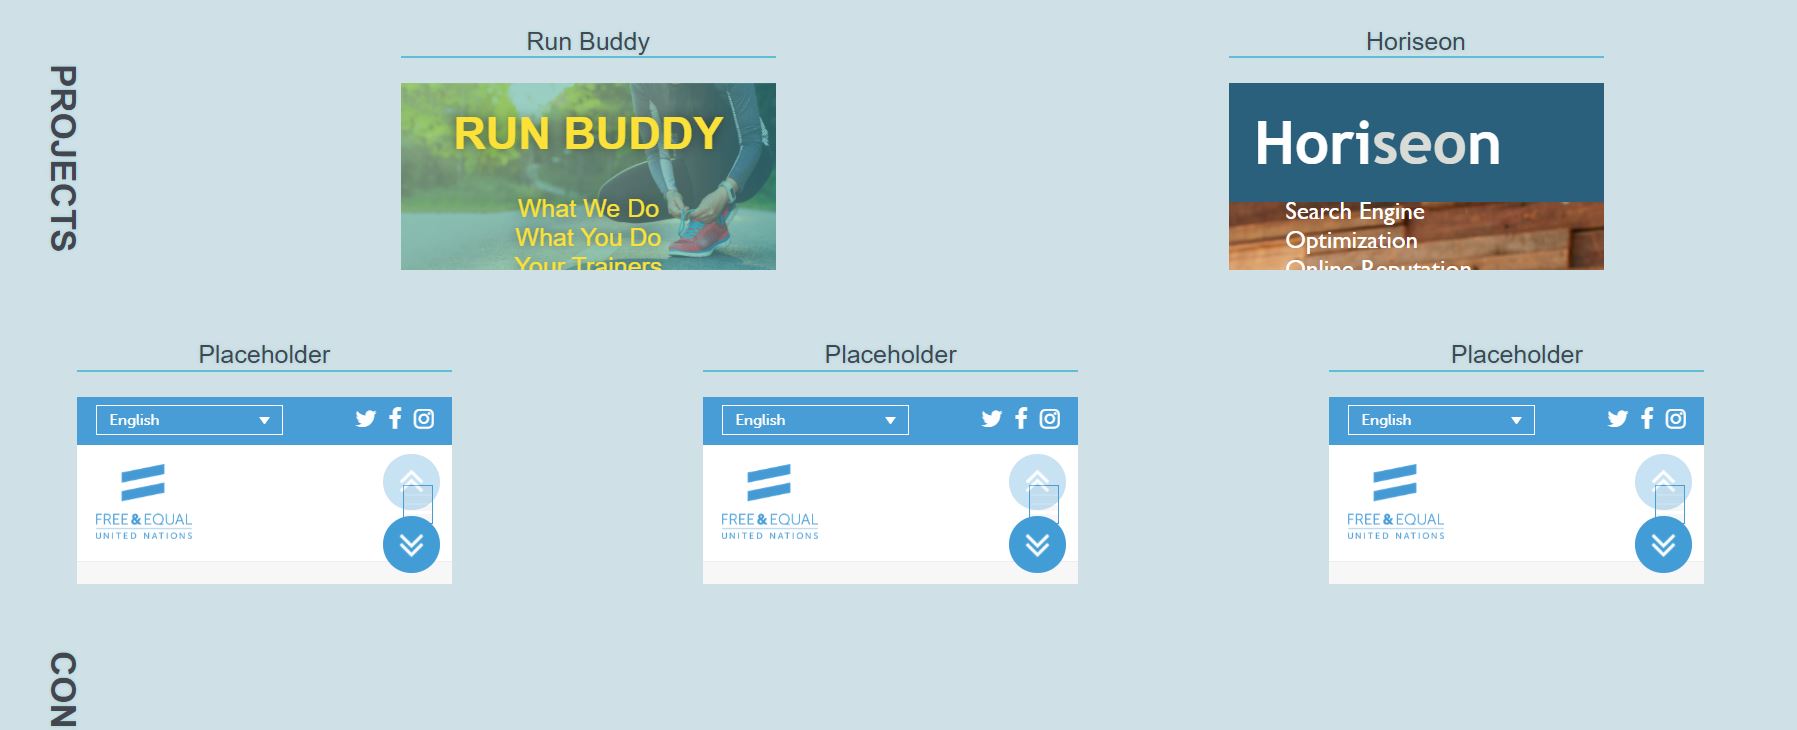 PROJECTS
Run Buddy
RUN BUDDY
What We Do
What You Do
Your Trainers
Horiseon
Horiseon
Search Engine
Optimization
Online Reputation
Placeholder
English
FREE & EQUAL
UNITED NATIONS
Placeholder
English
FREE & EQUAL
UNITED NATIONS
Placeholder
English
FREE & EQUAL
UNITED NATIONS
CON